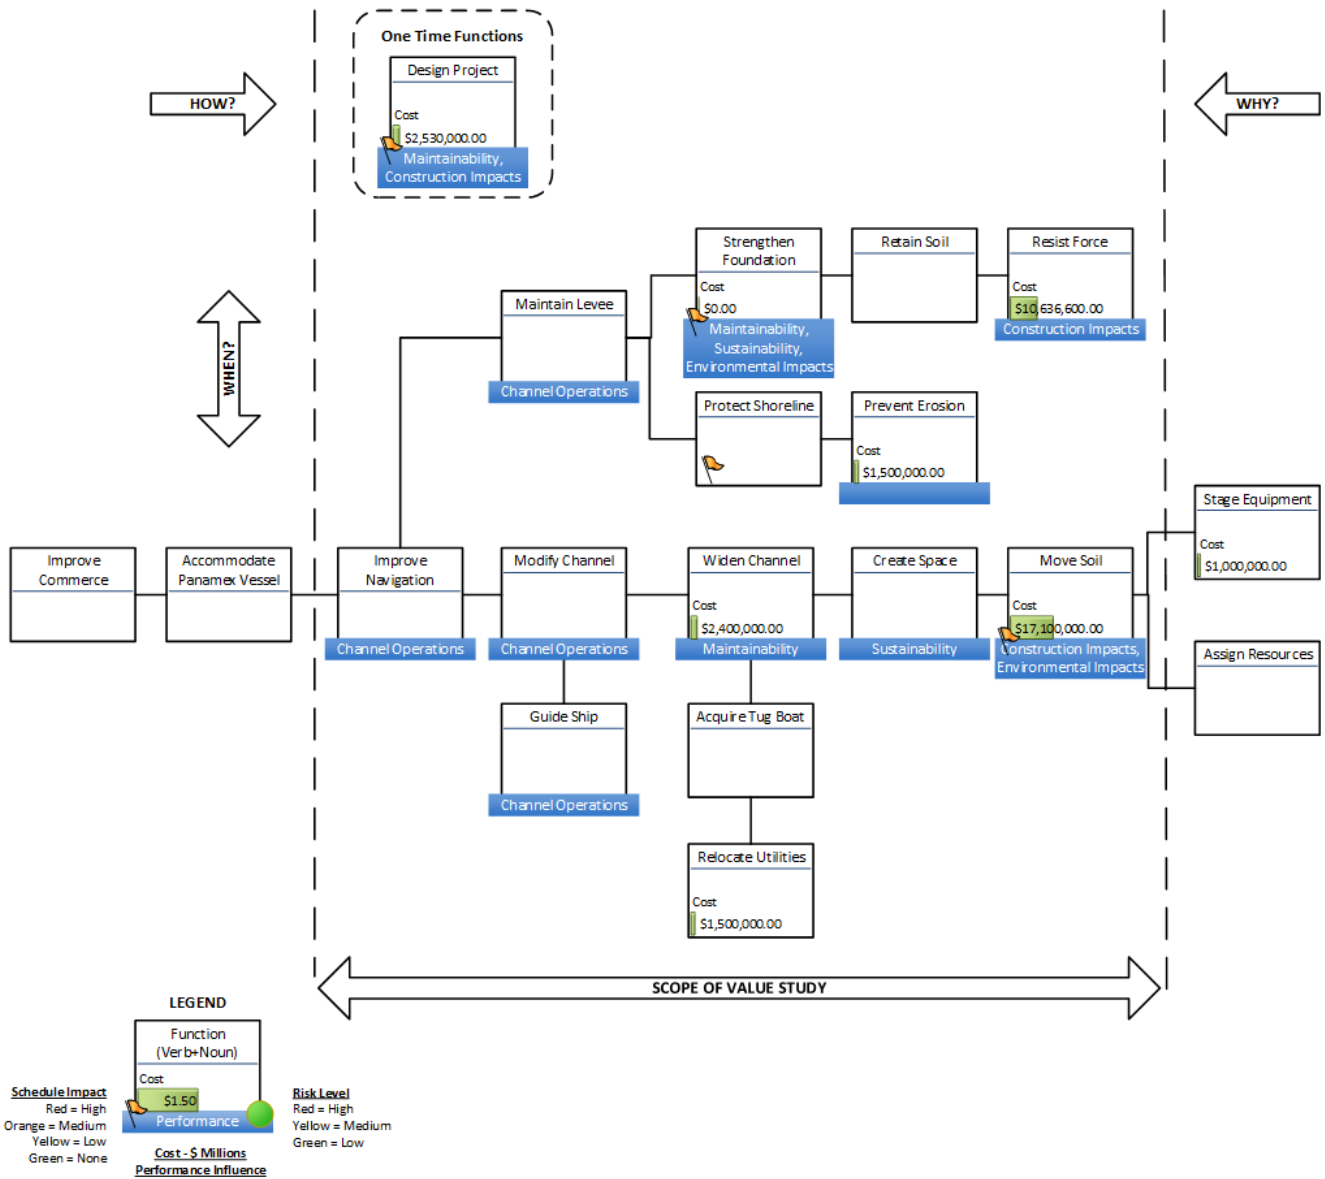 One Time Functions
Design Project
Cost
$2,530,000.00
Maintainability,
Construction Impacts
HOW?
WHY?
WHEN?
Strengthen
Foundation
Cost
$0.00
Maintainability,
Sustainability,
Environmental Impacts
Retain Soil
Resist Force
Cost
$10,636,600.00
Construction Impacts
Maintain Levee
Channel Operations
Protect Shoreline
Prevent Erosion
Cost
$1,500,000.00
Stage Equipment
Cost
$1,000,000.00
Improve
Commerce
Accommodate
Panamex Vessel
Improve
Navigation
Channel Operations
Modify Channel
Channel Operations
Widen Channel
Cost
$2,400,000.00
Maintainability
Create Space
Sustainability
Move Soil
Cost
$17,100,000.00
Construction Impacts,
Environmental Impacts
Assign Resources
Guide Ship
Channel Operations
Acquire Tug Boat
Relocate Utilities
Cost
$1,500,000.00
SCOPE OF VALUE STUDY
LEGEND
Function
(Verb+Noun)
Cost
$1.50
Performance
Schedule Impact
Red = High
Orange = Medium
Yellow = Low
Green = None
Risk Level
Red = High
Yellow = Medium
Green = Low
Cost - $ Millions
Performance Influence